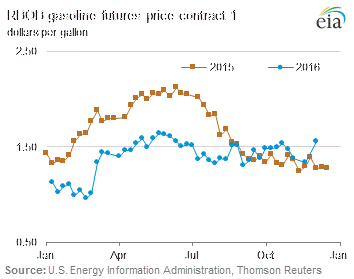 RBOB gasoline futures price contract 1
dollars per gallon
eia
2.50
2015
2016
1.50
0.50
Jan Apr Jul Oct Jan
Source: U.S. Energy Information Administration, Thomson Reuters